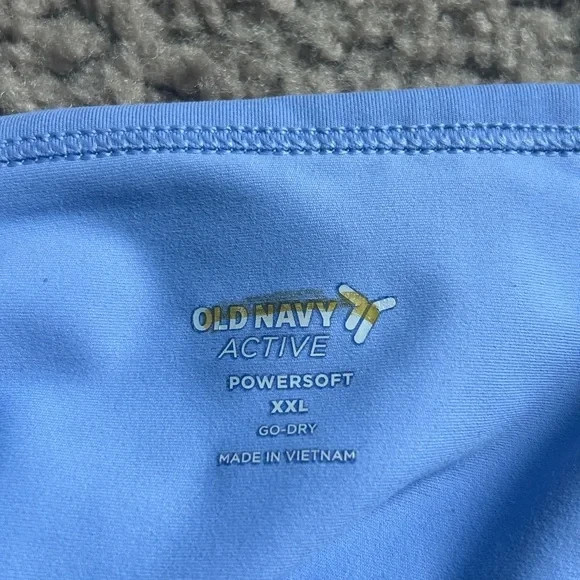 OLD NAVY
ACTIVE
POWERSOFT
XXL
GO-DRY
MADE IN VIETNAM